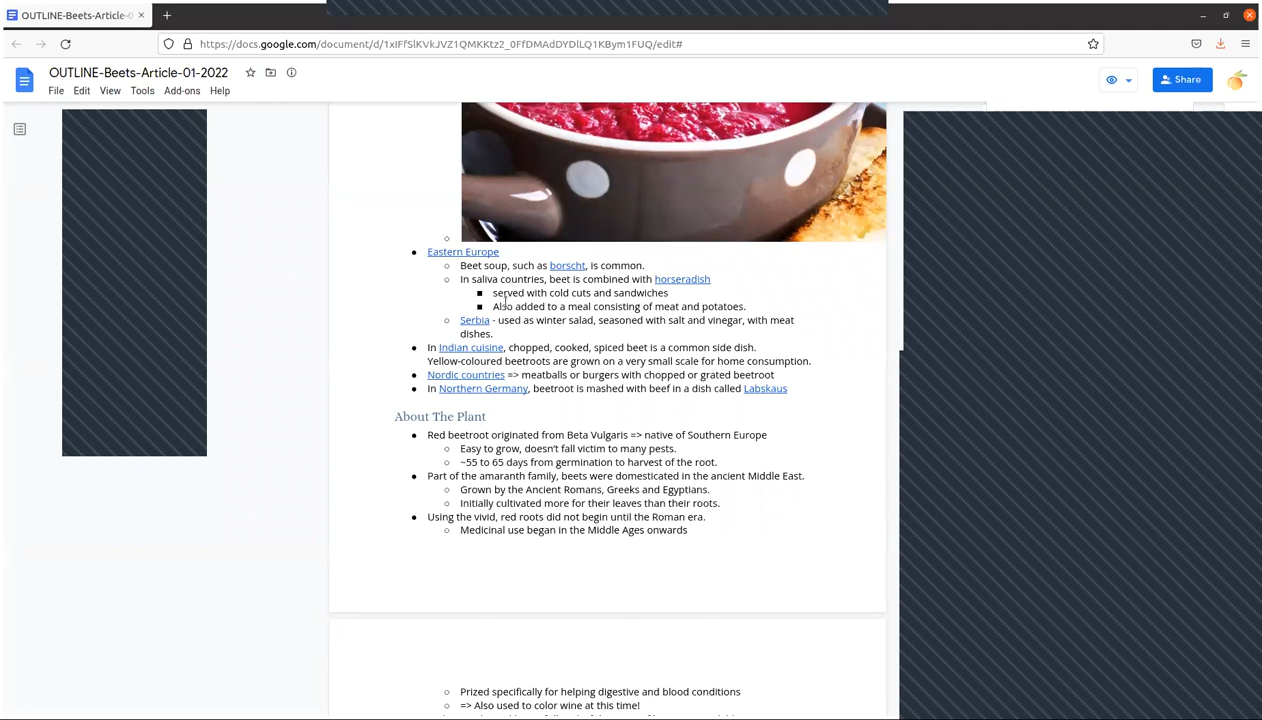 OUTLINE-Beets-Article-0
https://docs.google.com/document/d/1xIFfSlKVkJVZ1QMKKtz2_0FfDMAdDYDlLQ1KBym1FUQ/edit#
OUTLINE-Beets-Article-01-2022
File Edit View Tools Add-ons Help
Share
Eastern Europe
Beet soup, such as borscht, is common.
In saliva countries, beet is combined with horseradish
served with cold cuts and sandwiches
Also added to a meal consisting of meat and potatoes.
Serbia - used as winter salad, seasoned with salt and vinegar, with meat
dishes.
In Indian cuisine, chopped, cooked, spiced beet is a common side dish.
Yellow-coloured beetroots are grown on a very small scale for home consumption.
Nordic countries => meatballs or burgers with chopped or grated beetroot
In Northern Germany, beetroot is mashed with beef in a dish called Labskaus
About The Plant
Red beetroot originated from Beta Vulgaris => native of Southern Europe
Easy to grow, doesn't fall victim to many pests.
~55 to 65 days from germination to harvest of the root.
Part of the amaranth family, beets were domesticated in the ancient Middle East.
Grown by the Ancient Romans, Greeks and Egyptians.
Initially cultivated more for their leaves than their roots.
Using the vivid, red roots did not begin until the Roman era.
Medicinal use began in the Middle Ages onwards
Prized specifically for helping digestive and blood conditions
=> Also used to color wine at this time!